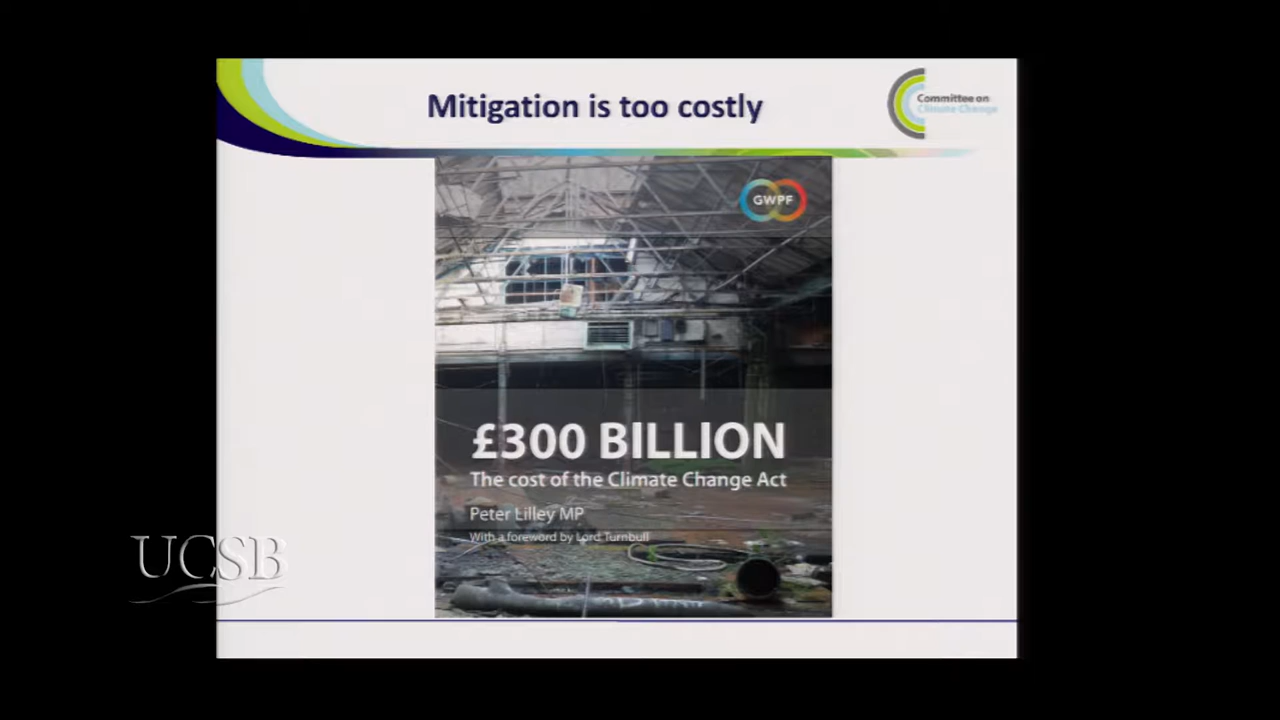 Mitigation is too costly
Committee on
Climate Change
GWPF
£300 BILLION
The cost of the Climate Change Act
Peter Lilley MP
With a foreword by Lord Turnbull
UCSB